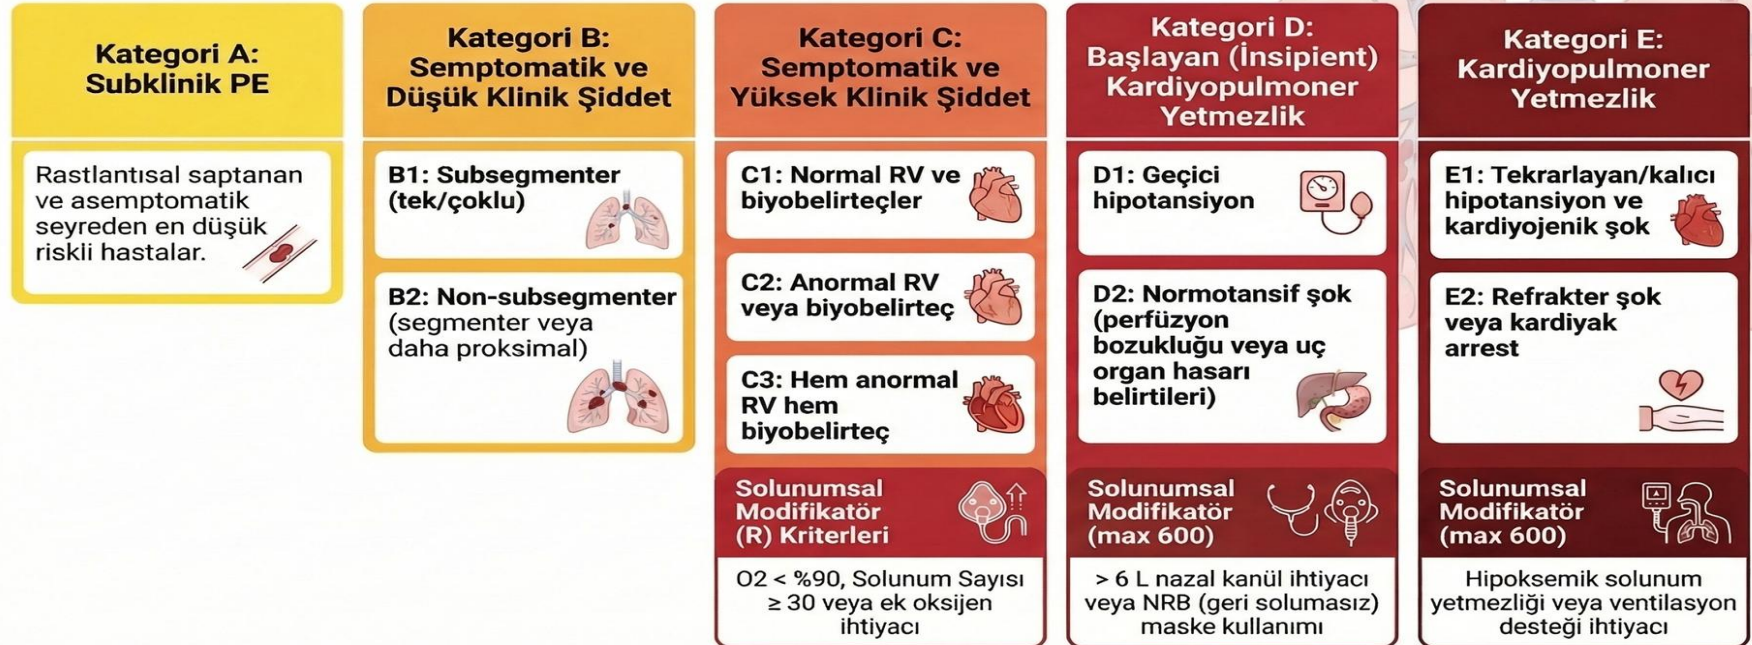 Kategori A:
Subklinik PE
Rastlantısal saptanan
ve asemptomatik
seyreden en düşük
riskli hastalar.
Kategori B:
Semptomatik ve
Düşük Klinik Şiddet
B1: Subsegmenter
(tek/çoklu)
B2: Non-subsegmenter
(segmenter veya
daha proksimal)
Kategori C:
Semptomatik ve
Yüksek Klinik Şiddet
C1: Normal RV ve
biyobelirteçler
C2: Anormal RV
veya biyobelirteç
C3: Hem anormal
RV hem
biyobelirteç
Solunumsal
Modifikatör
(R) Kriterleri
O2 < %90, Solunum Sayısı
≥ 30 veya ek oksijen
ihtiyacı
Kategori D:
Başlayan (İnsipient)
Kardiyopulmoner
Yetmezlik
D1: Geçici
hipotansiyon
D2: Normotansif şok
(perfüzyon
bozukluğu veya uç
organ hasarı
belirtileri)
Solunumsal
Modifikatör
(max 600)
> 6 L nazal kanül ihtiyacı
veya NRB (geri solumasız)
maske kullanımı
Kategori E:
Kardiyopulmoner
Yetmezlik
E1: Tekrarlayan/kalıcı
hipotansiyon ve
kardiyojenik şok
E2: Refrakter şok
veya kardiyak
arrest
Solunumsal
Modifikatör
(max 600)
Hipoksemik solunum
yetmezliği veya ventilasyon
desteği ihtiyacı